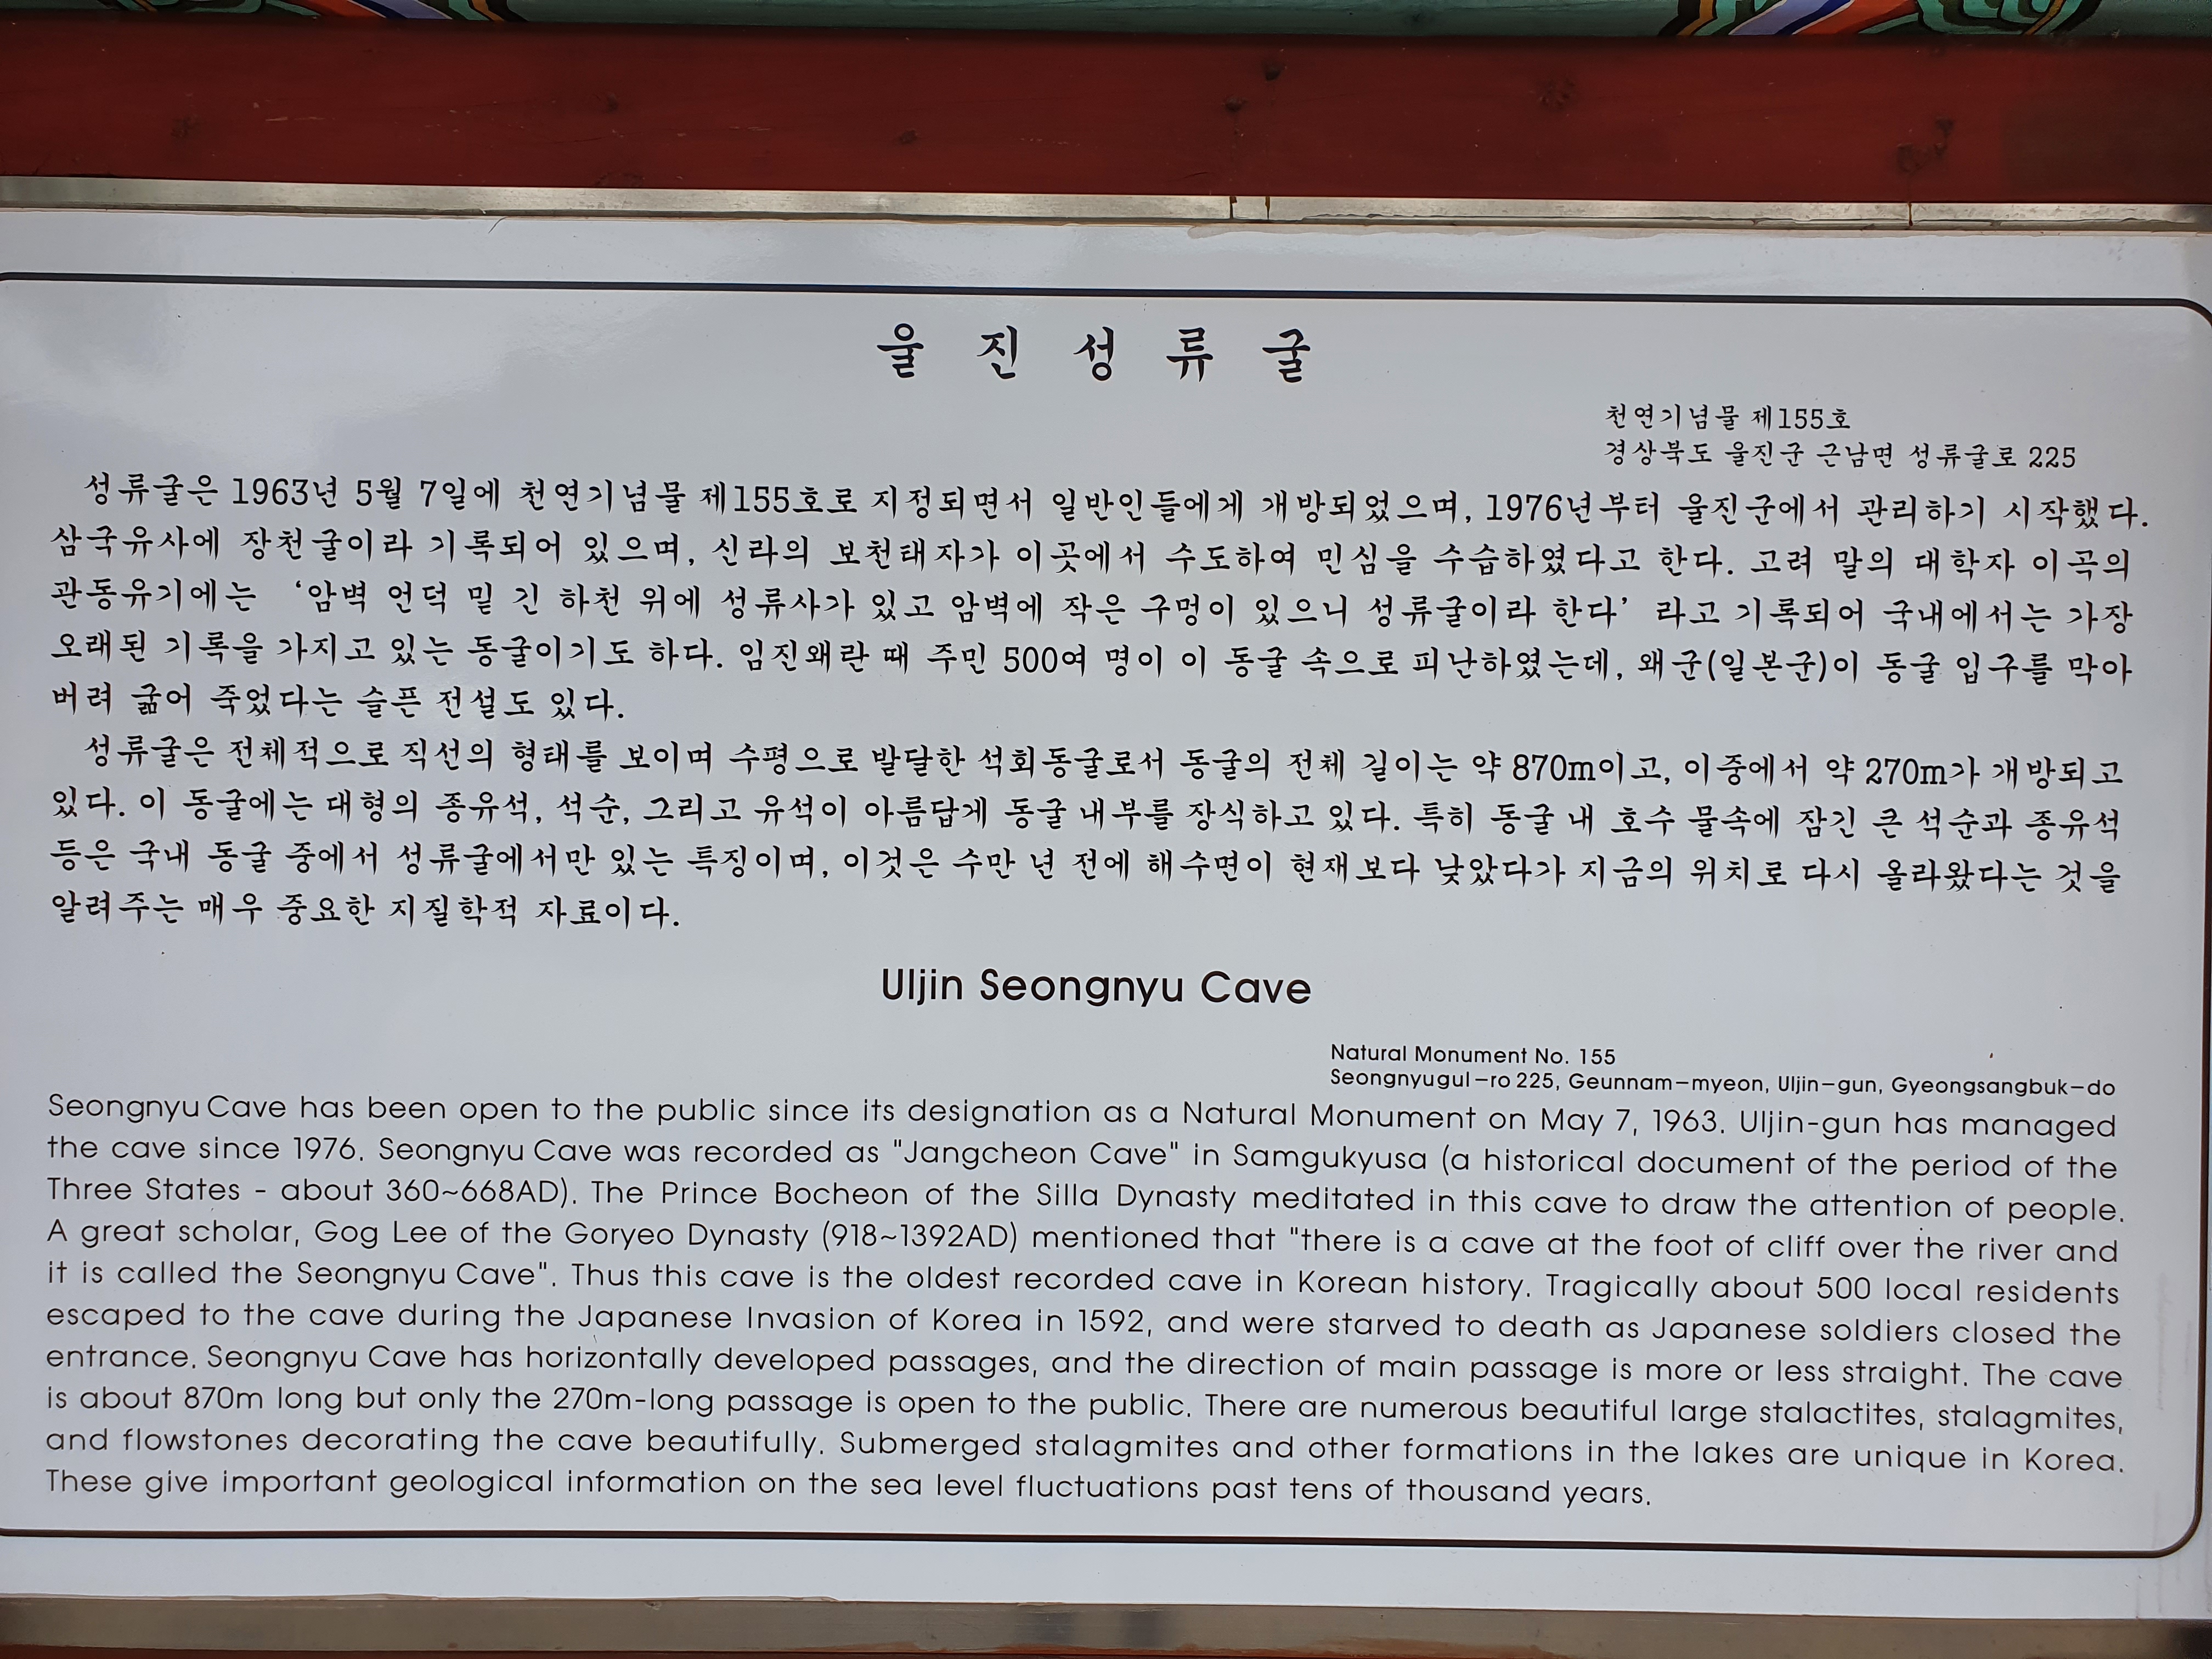 울진성류굴
천연기념물 제155호
경상북도 울진군 근남면 성류굴로 225
성류굴은 1963년 5월 7일에 천연기념물 제155호로 지정되면서 일반인들에게 개방되었으며, 1976년부터 울진군에서 관리하기 시작했다.
삼국유사에 장천굴이라 기록되어 있으며, 신라의 보천태자가 이곳에서 수도하여 민심을 수습하였다고 한다. 고려 말의 대학자 이곡의
관동유기에는 ‘암벽 언덕 밑 긴 하천 위에 성류사가 있고 암벽에 작은 구멍이 있으니 성류굴이라 한다’ 라고 기록되어 국내에서는 가장
오래된 기록을 가지고 있는 동굴이기도 하다. 임진왜란 때 주민 500여 명이 이 동굴 속으로 피난하였는데, 왜군(일본군)이 동굴 입구를 막아
버려 굶어 죽었다는 슬픈 전설도 있다.
성류굴은 전체적으로 직선의 형태를 보이며 수평으로 발달한 석회동굴로서 동굴의 전체 길이는 약 870m이고, 이중에서 약 270m가 개방되고
있다. 이 동굴에는 대형의 종유석, 석순, 그리고 유석이 아름답게 동굴 내부를 장식하고 있다. 특히 동굴 내 호수 물속에 잠긴 큰 석순과 종유석
등은 국내 동굴 중에서 성류굴에서만 있는 특징이며, 이것은 수만 년 전에 해수면이 현재보다 낮았다가 지금의 위치로 다시 올라왔다는 것을
알려주는 매우 중요한 지질학적 자료이다.
Uljin Seongnyu Cave
Natural Monument No. 155
Seongnyugul-ro 225, Geunnam-myeon, Uljin-gun, Gyeongsangbuk-do
Seongnyu Cave has been open to the public since its designation as a Natural Monument on May 7, 1963. Uljin-gun has managed
the cave since 1976. Seongnyu Cave was recorded as "Jangcheon Cave" in Samgukyusa (a historical document of the period of the
Three States - about 360~668AD). The Prince Bocheon of the Silla Dynasty meditated in this cave to draw the attention of people.
A great scholar, Gog Lee of the Goryeo Dynasty (918~1392AD) mentioned that "there is a cave at the foot of cliff over the river and
it is called the Seongnyu Cave". Thus this cave is the oldest recorded cave in Korean history. Tragically about 500 local residents
escaped to the cave during the Japanese Invasion of Korea in 1592, and were starved to death as Japanese soldiers closed the
entrance. Seongnyu Cave has horizontally developed passages, and the direction of main passage is more or less straight. The cave
is about 870m long but only the 270m-long passage is open to the public. There are numerous beautiful large stalactites, stalagmites,
and flowstones decorating the cave beautifully. Submerged stalagmites and other formations in the lakes are unique in Korea.
These give important geological information on the sea level fluctuations past tens of thousand years.